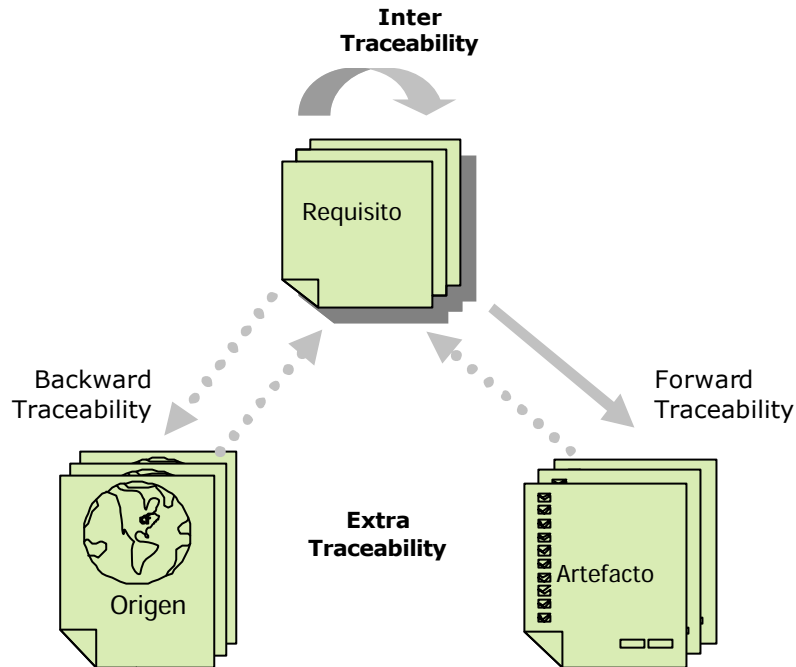 Inter
Traceability
Requisito
Backward
Traceability
Forward
Traceability
Extra
Traceability
Origen
Artefacto